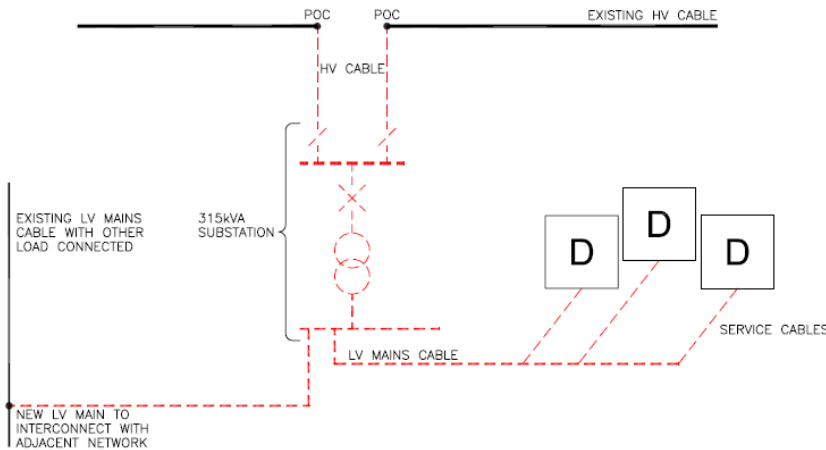 POC
POC
EXISTING HV CABLE
HV CABLE
EXISTING LV MAINS
CABLE WITH OTHER
LOAD CONNECTED
315kVA
SUBSTATION
D
D
D
SERVICE CABLES
LV MAINS CABLE
NEW LV MAIN TO
INTERCONNECT WITH
ADJACENT NETWORK